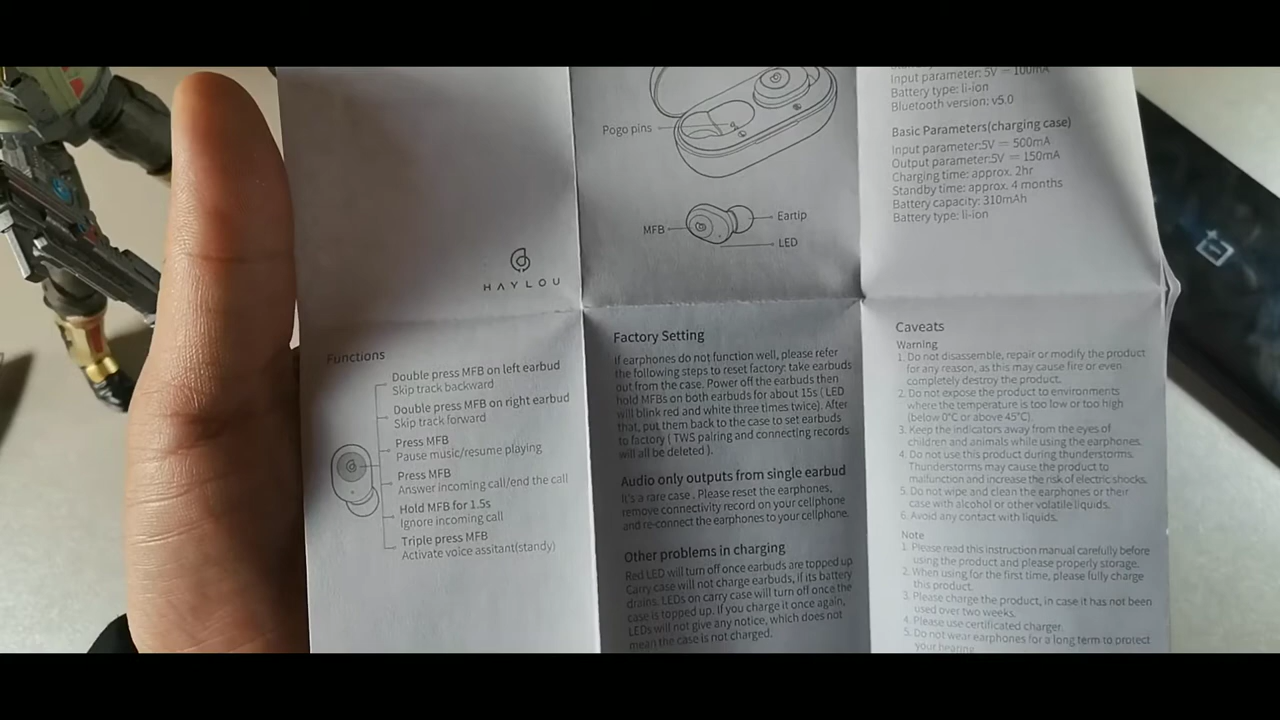 HAYLOU
Functions
Double press MFB on left earbud
Skip track backward
Double press MFB on right earbud
Skip track forward
Press MFB
Pause music/resume playing
Press MFB
Answer incoming call/end the call
Hold MFB for 1.5s
Ignore incoming call
Triple press MFB
Activate voice assitant(standy)
Pogo pins
MFB
Eartip
LED
Factory Setting
If earphones do not function well, please refer
the following steps to reset factory: take earbuds
out from the case. Power off the earbuds then
hold MFBs on both earbuds for about 15s ( LED
will blink red and white three times twice). After
that, put them back to the case to set earbuds
to factory ( TWS pairing and connecting records
will all be deleted ).
Audio only outputs from single earbud
It's a rare case . Please reset the earphones,
remove connectivity record on your cellphone
and re-connect the earphones to your cellphone.
Other problems in charging
Red LED will turn off once earbuds are topped up
Carry case will not charge earbuds, if its battery
drains. LEDs on carry case will turn off once the
case is topped up. If you charge it once again,
LEDs will not give any notice, which does not
mean the case is not charged.
Input parameter: 5V ⎓ 100mA
Battery type: li-ion
Bluetooth version: v5.0
Basic Parameters(charging case)
Input parameter:5V ⎓ 500mA
Output parameter:5V ⎓ 150mA
Charging time: approx. 2hr
Standby time: approx. 4 months
Battery capacity: 310mAh
Battery type: li-ion
Caveats
Warning
1. Do not disassemble, repair or modify the product
for any reason, as this may cause fire or even
completely destroy the product.
2. Do not expose the product to environments
where the temperature is too low or too high
(below 0°C or above 45°C).
3. Keep the indicators away from the eyes of
children and animals while using the earphones.
4. Do not use this product during thunderstorms.
Thunderstorms may cause the product to
malfunction and increase the risk of electric shocks.
5. Do not wipe and clean the earphones or their
case with alcohol or other volatile liquids.
6. Avoid any contact with liquids.
Note
1. Please read this instruction manual carefully before
using the product and please properly storage.
2. When using for the first time, please fully charge
this product.
3. Please charge the product, in case it has not been
used over two weeks.
4. Please use certificated charger.
5. Do not wear earphones for a long term to protect
your hearing